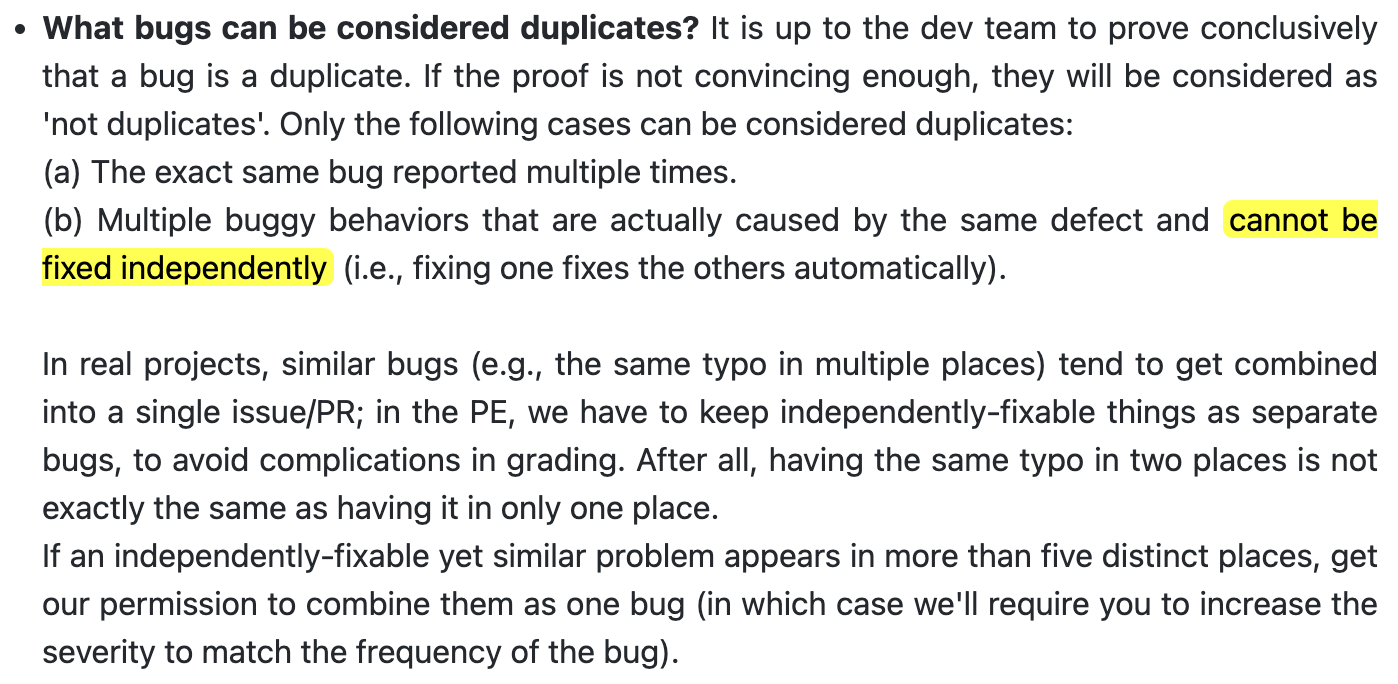 • What bugs can be considered duplicates? It is up to the dev team to prove conclusively
that a bug is a duplicate. If the proof is not convincing enough, they will be considered as
'not duplicates'. Only the following cases can be considered duplicates:
(a) The exact same bug reported multiple times.
(b) Multiple buggy behaviors that are actually caused by the same defect and cannot be
fixed independently (i.e., fixing one fixes the others automatically).
In real projects, similar bugs (e.g., the same typo in multiple places) tend to get combined
into a single issue/PR; in the PE, we have to keep independently-fixable things as separate
bugs, to avoid complications in grading. After all, having the same typo in two places is not
exactly the same as having it in only one place.
If an independently-fixable yet similar problem appears in more than five distinct places, get
our permission to combine them as one bug (in which case we'll require you to increase the
severity to match the frequency of the bug).